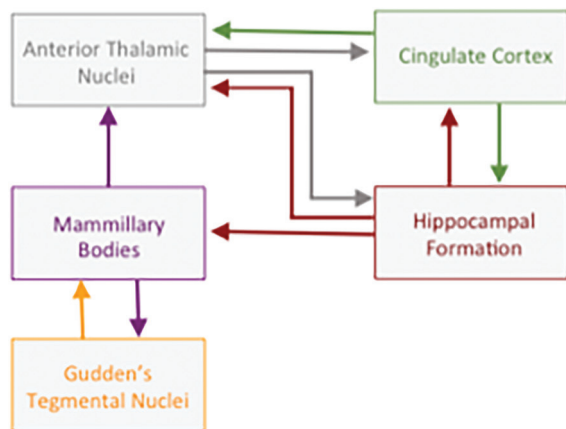 Anterior Thalamic
Nuclei
Cingulate Cortex
Mammillary
Bodies
Hippocampal
Formation
Gudden's
Tegmental Nuclei